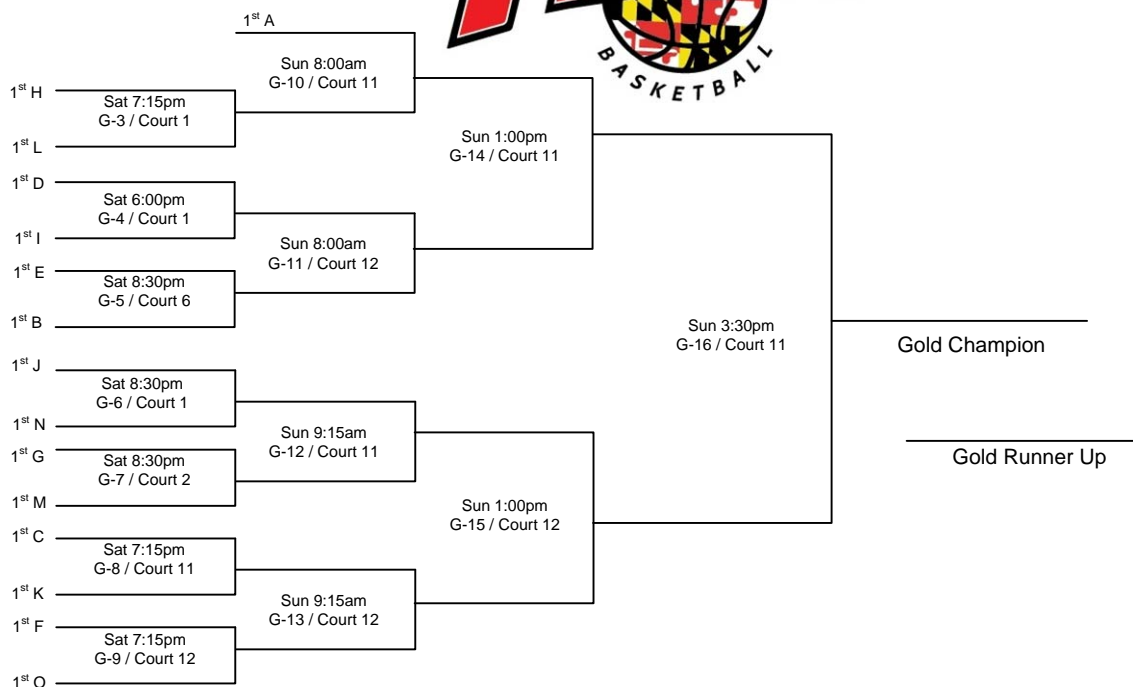 BASKETBALL
1st A
Sun 8:00am
G-10 / Court 11
1st H
Sat 7:15pm
G-3 / Court 1
1st L
Sun 1:00pm
G-14 / Court 11
1st D
Sat 6:00pm
G-4 / Court 1
1st I
Sun 8:00am
G-11 / Court 12
1st E
Sat 8:30pm
G-5 / Court 6
1st B
Sun 3:30pm
G-16 / Court 11
Gold Champion
1st J
Sat 8:30pm
G-6 / Court 1
1st N
Sun 9:15am
G-12 / Court 11
1st G
Sat 8:30pm
G-7 / Court 2
1st M
Gold Runner Up
Sun 1:00pm
G-15 / Court 12
1st C
Sat 7:15pm
G-8 / Court 11
1st K
Sun 9:15am
G-13 / Court 12
1st F
Sat 7:15pm
G-9 / Court 12
1st O